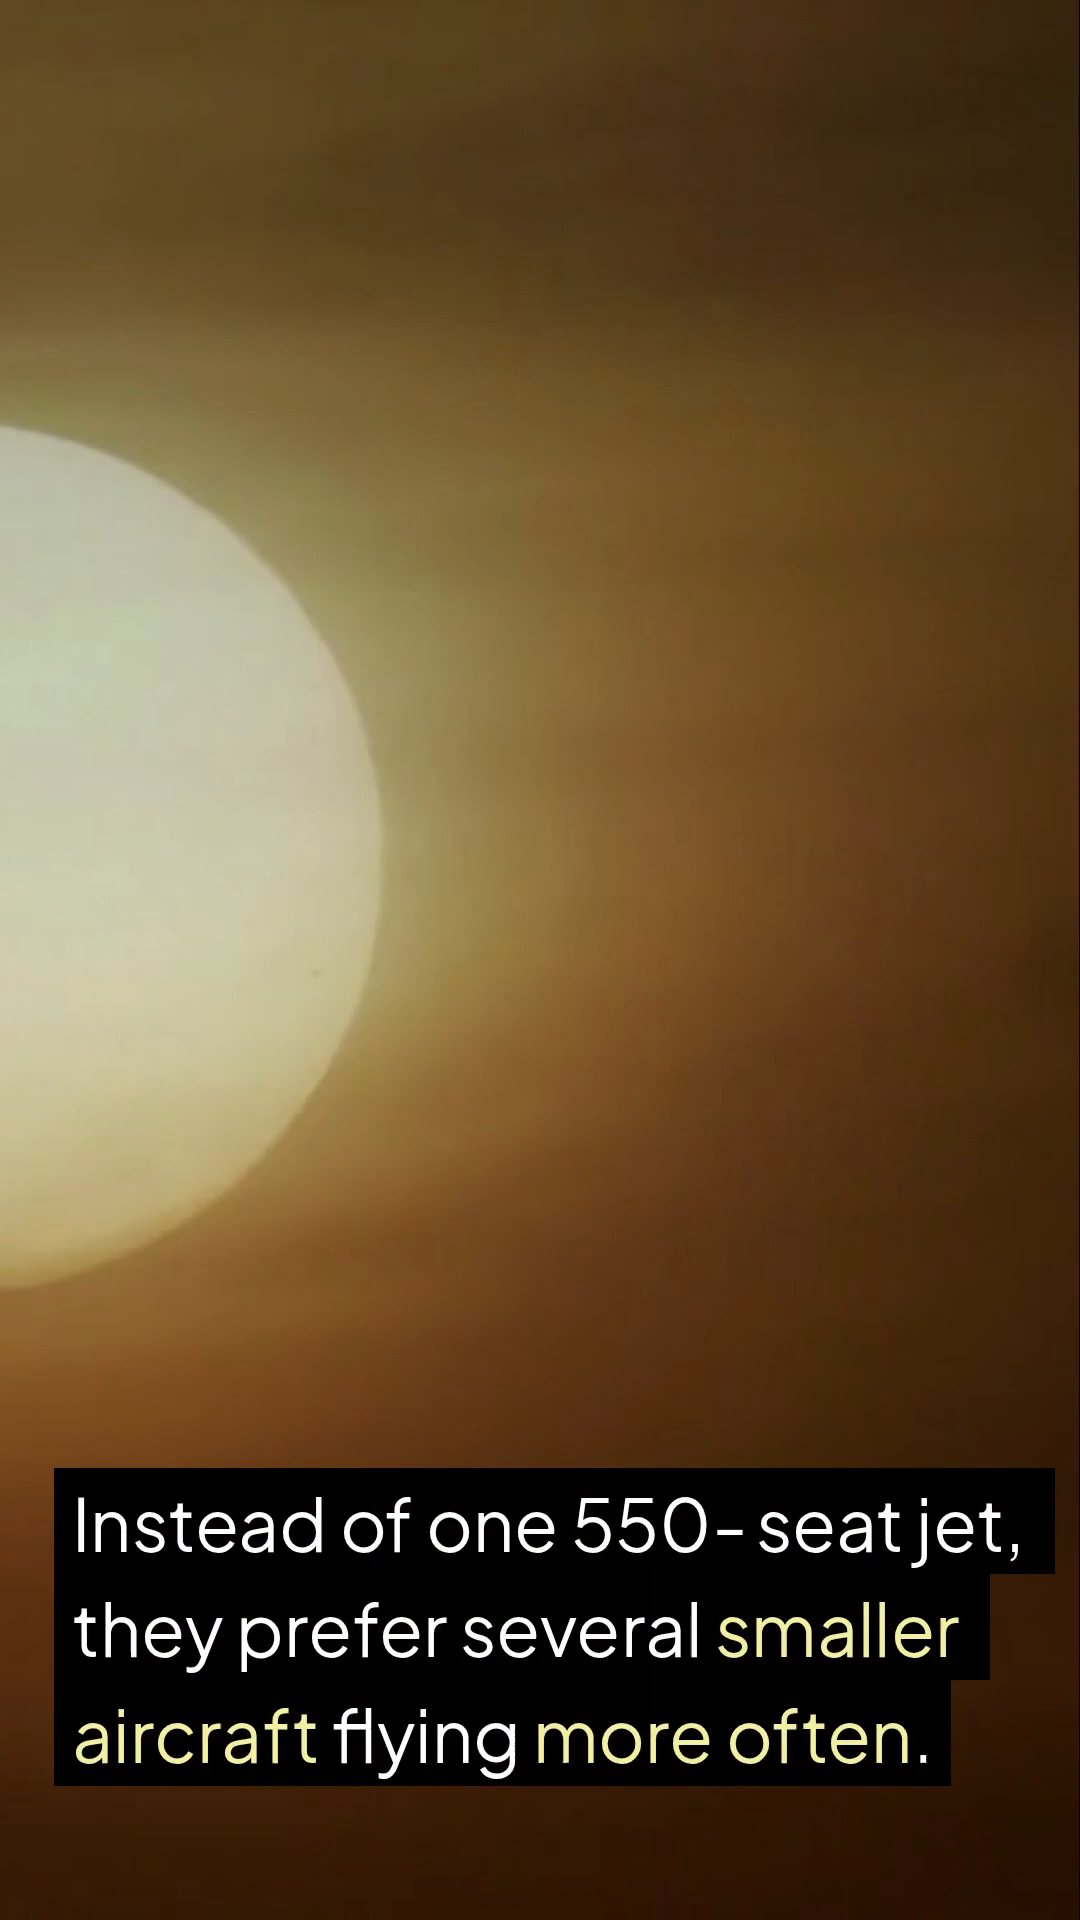 Instead of one 550-seat jet,
they prefer several smaller
aircraft flying more often.